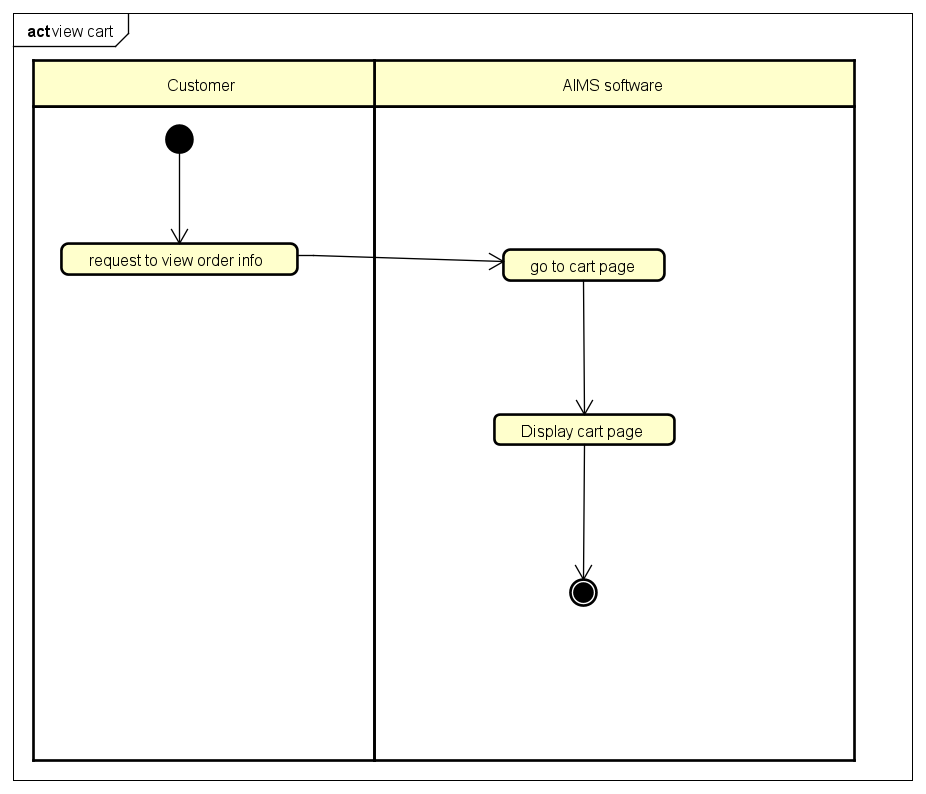 act view cart
Customer
AIMS software
request to view order info
go to cart page
Display cart page